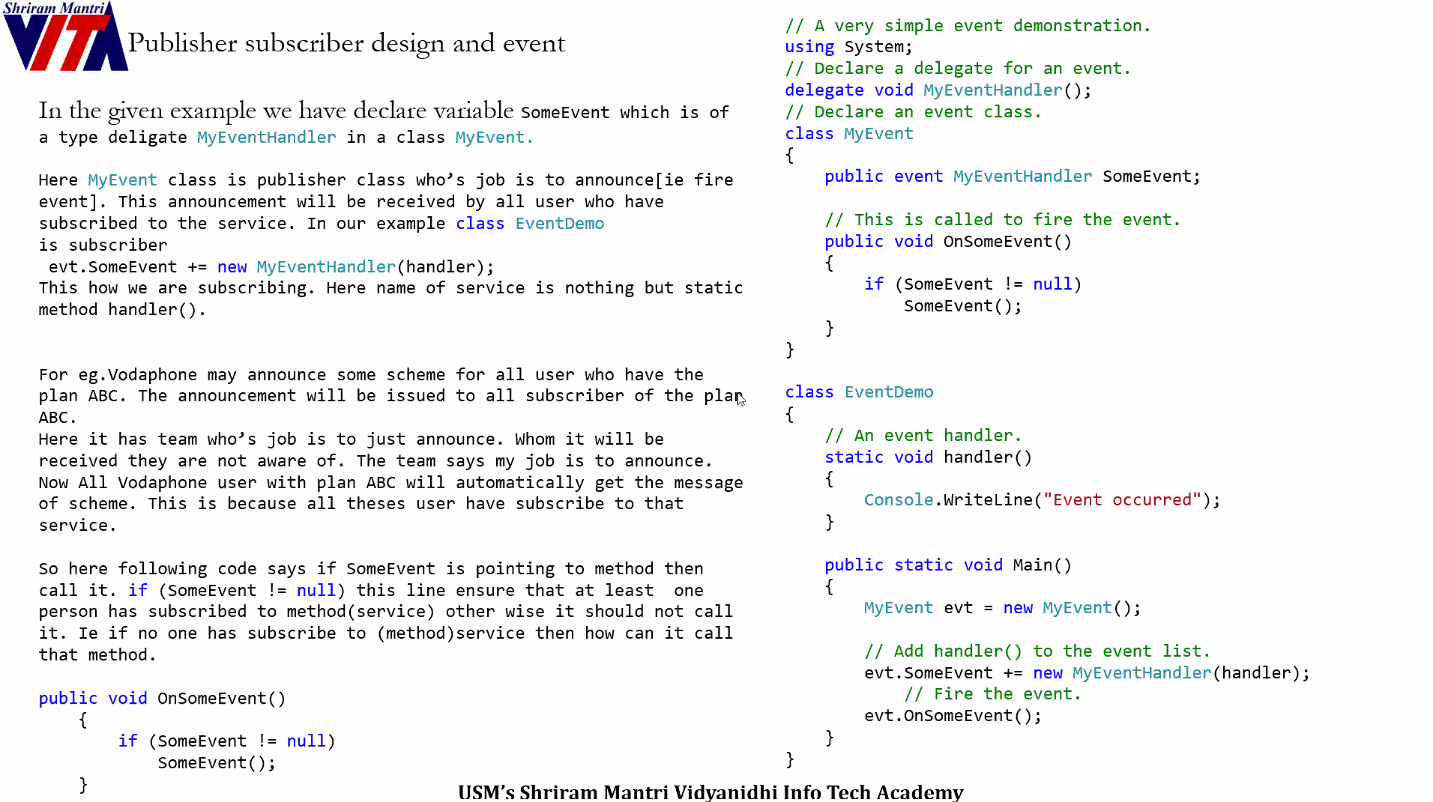 Shriram Mantri
VITA
Publisher subscriber design and event
In the given example we have declare variable SomeEvent which is of
a type deligate MyEventHandler in a class MyEvent.
Here MyEvent class is publisher class who’s job is to announce[ie fire
event]. This announcement will be received by all user who have
subscribed to the service. In our example class EventDemo
is subscriber
evt.SomeEvent += new MyEventHandler(handler);
This how we are subscribing. Here name of service is nothing but static
method handler().
For eg.Vodaphone may announce some scheme for all user who have the
plan ABC. The announcement will be issued to all subscriber of the plan
ABC.
Here it has team who’s job is to just announce. Whom it will be
received they are not aware of. The team says my job is to announce.
Now All Vodaphone user with plan ABC will automatically get the message
of scheme. This is because all theses user have subscribe to that
service.
So here following code says if SomeEvent is pointing to method then
call it. if (SomeEvent != null) this line ensure that at least  one
person has subscribed to method(service) other wise it should not call
it. Ie if no one has subscribe to (method)service then how can it call
that method.
public void OnSomeEvent()
{
if (SomeEvent != null)
SomeEvent();
}
// A very simple event demonstration.
using System;
// Declare a delegate for an event.
delegate void MyEventHandler();
// Declare an event class.
class MyEvent
{
public event MyEventHandler SomeEvent;
// This is called to fire the event.
public void OnSomeEvent()
{
if (SomeEvent != null)
SomeEvent();
}
}
class EventDemo
{
// An event handler.
static void handler()
{
Console.WriteLine("Event occurred");
}
public static void Main()
{
MyEvent evt = new MyEvent();
// Add handler() to the event list.
evt.SomeEvent += new MyEventHandler(handler);
// Fire the event.
evt.OnSomeEvent();
}
}
USM’s Shriram Mantri Vidyanidhi Info Tech Academy